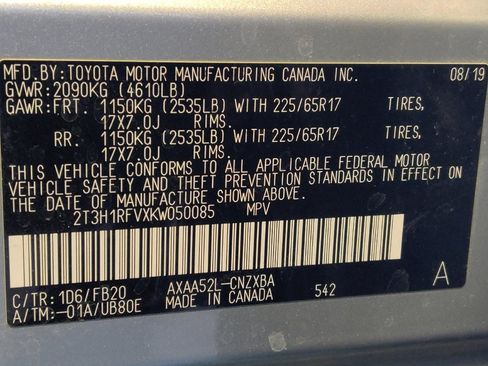 MFD.BY:TOYOTA MOTOR MANUFACTURING CANADA INC. 08/19
GVWR:2090KG (4610LB)
GAWR:FRT. 1150KG (2535LB) WITH 225/65R17 TIRES,
17X7.0J RIMS.
RR. 1150KG (2535LB) WITH 225/65R17 TIRES,
17X7.0J RIMS.
THIS VEHICLE CONFORMS TO ALL APPLICABLE FEDERAL MOTOR
VEHICLE SAFETY AND THEFT PREVENTION STANDARDS IN EFFECT
ON THE DATE OF MANUFACTURE SHOWN ABOVE.
2T3H1RFVXKW050085 MPV
C/TR:1D6/FB20 AXAA52L-CNZXBA A
A/TM:-01A/UB80E MADE IN CANADA 542